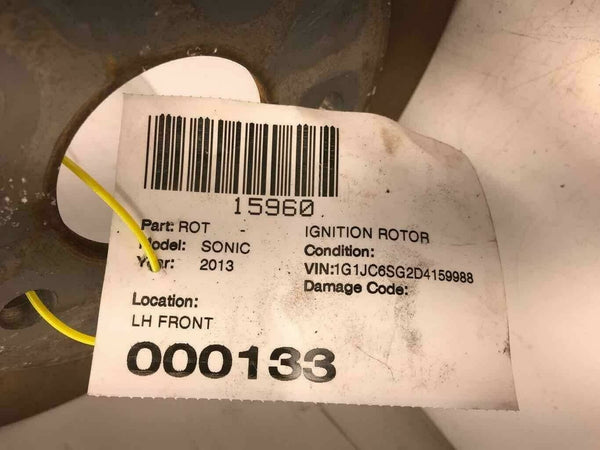 15960
Part: ROT - IGNITION ROTOR
Model: SONIC Condition:
Year: 2013 VIN:1G1JC6SG2D4159988
Damage Code:
Location:
LH FRONT
000133